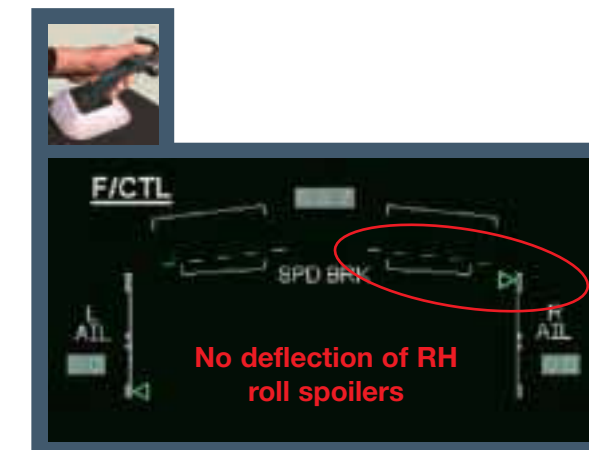 F/CTL
SPD BRK
L
AIL
R
AIL
No deflection of RH
roll spoilers